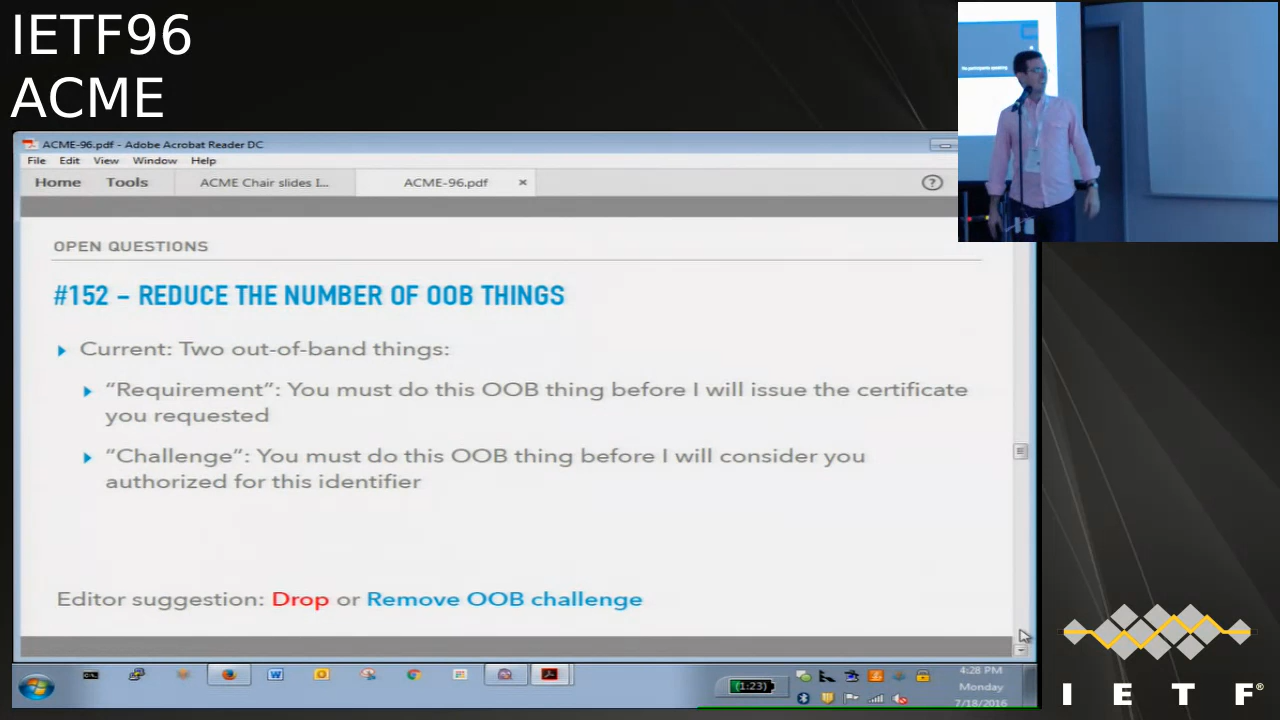 IETF96
ACME
ACME-96.pdf - Adobe Acrobat Reader DC
File Edit View Window Help
Home Tools ACME Chair slides I... ACME-96.pdf ×
?
OPEN QUESTIONS
#152 – REDUCE THE NUMBER OF OOB THINGS
Current: Two out-of-band things:
“Requirement”: You must do this OOB thing before I will issue the certificate
you requested
“Challenge”: You must do this OOB thing before I will consider you
authorized for this identifier
Editor suggestion: Drop or Remove OOB challenge
(1:23)
4:28 PM
Monday
7/18/2016
I E T F®